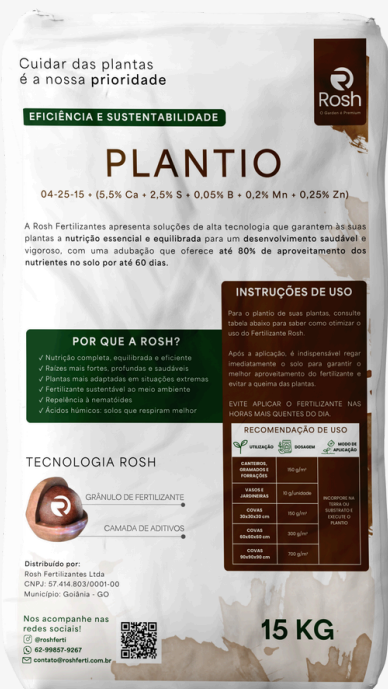 Cuidar das plantas
é a nossa prioridade
Rosh
EFICIÊNCIA E SUSTENTABILIDADE
PLANTIO
04-25-15 + (5,5% Ca + 2,5% S + 0,05% B + 0,2% Mn + 0,25% Zn)
A Rosh Fertilizantes apresenta soluções de alta tecnologia que garantem às suas
plantas a nutrição essencial e equilibrada para um desenvolvimento saudável e
vigoroso, com uma adubação que oferece até 80% de aproveitamento dos
nutrientes no solo por até 60 dias.
INSTRUÇÕES DE USO
Para o plantio de suas plantas, consulte
tabela abaixo para saber como otimizar o
uso do Fertilizante Rosh.
Após a aplicação, é indispensável regar
imediatamente o solo para garantir o
melhor aproveitamento do fertilizante e
evitar a queima das plantas.
EVITE APLICAR O FERTILIZANTE NAS
HORAS MAIS QUENTES DO DIA.
POR QUE A ROSH?
✓ Nutrição completa, equilibrada e eficiente
✓ Raízes mais fortes, profundas e saudáveis
✓ Plantas mais adaptadas em situações extremas
✓ Fertilizante sustentável ao meio ambiente
✓ Repelência à nematóides
✓ Ácidos húmicos: solos que respiram melhor
RECOMENDAÇÃO DE USO
UTILIZAÇÃO DOSAGEM MODO DE
APLICAÇÃO
CANTEIROS,
GRAMADOS E
FORRAÇÕES
150 g/m²
VASOS E
JARDINEIRAS
10 g/unidade
COVAS
30x30x30 cm
150 g/m²
COVAS
60x60x60 cm
300 g/m²
COVAS
90x90x90 cm
700 g/m²
INCORPORE NA
TERRA OU
SUBSTRATO E
EXECUTE O
PLANTIO
TECNOLOGIA ROSH
GRÂNULO DE FERTILIZANTE
CAMADA DE ADITIVOS
Distribuído por:
Rosh Fertilizantes Ltda
CNPJ: 57.414.803/0001-00
Município: Goiânia - GO
Nos acompanhe nas
redes sociais!
@roshferti
62-99857-9267
contato@roshferti.com.br
15 KG